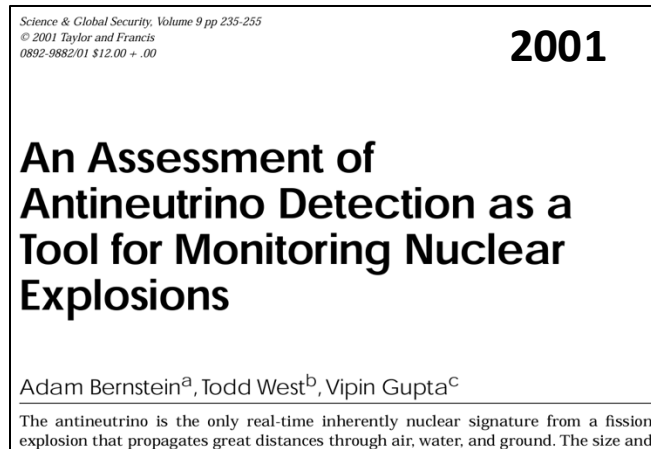 Science & Global Security, Volume 9 pp 235-255
© 2001 Taylor and Francis
0892-9882/01 $12.00 + .00
2001
An Assessment of
Antineutrino Detection as a
Tool for Monitoring Nuclear
Explosions
Adam Bernsteinᵃ, Todd Westᵇ, Vipin Guptaᶜ
The antineutrino is the only real-time inherently nuclear signature from a fission
explosion that propagates great distances through air, water, and ground. The size and